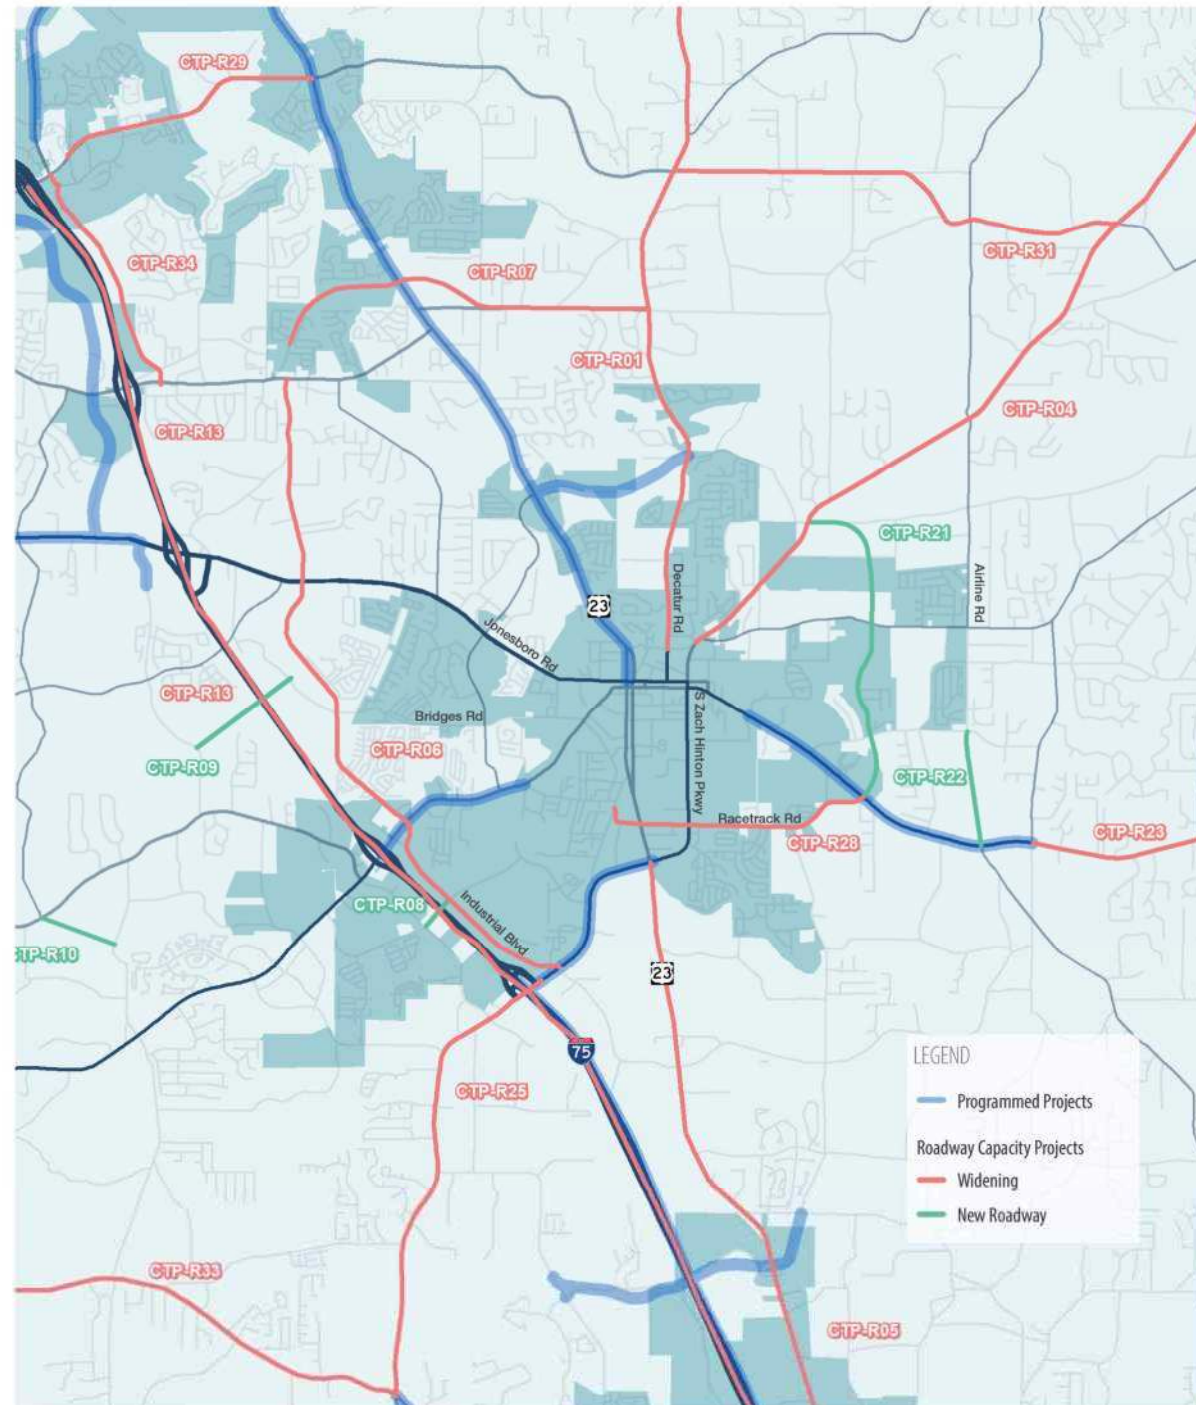 CTP-R29
CTP-R34
CTP-R07
CTP-R31
CTP-R01
CTP-R04
CTP-R13
CTP-R21
Decatur Rd
Airline Rd
23
Jonesboro Rd
CTP-R13
S Zach Hinton Pkwy
Bridges Rd
CTP-R06
CTP-R09
CTP-R22
Racetrack Rd
CTP-R28
CTP-R23
CTP-R08
Industrial Blvd
CTP-R10
23
75
CTP-R25
LEGEND
Programmed Projects
Roadway Capacity Projects
Widening
New Roadway
CTP-R33
CTP-R05